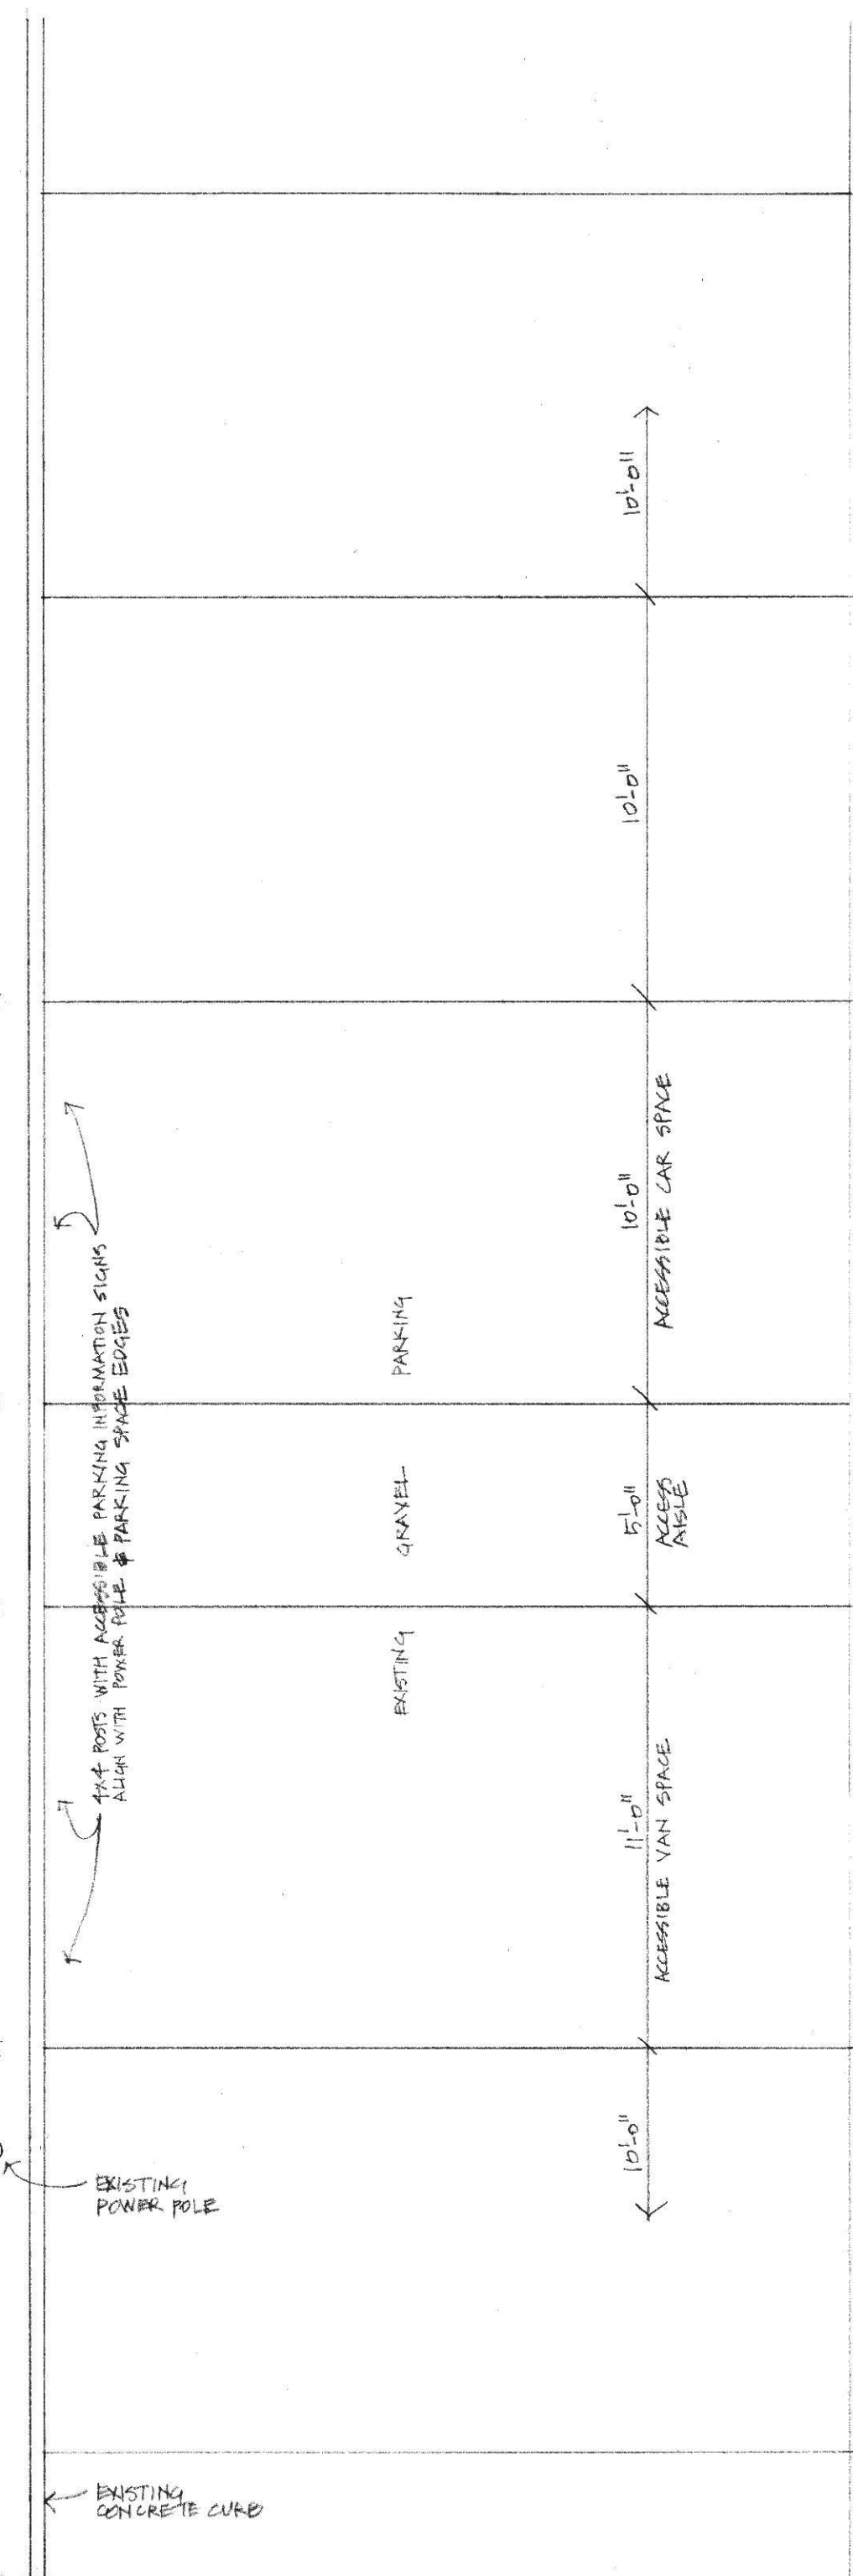 10'-0"
10'-0"
4x4 POSTS WITH ACCESSIBLE PARKING INFORMATION SIGNS
ALIGN WITH POWER POLE & PARKING SPACE EDGES
10'-0"
ACCESSIBLE CAR SPACE
EXISTING GRAVEL PARKING
5'-0"
ACCESS
AISLE
11'-0"
ACCESSIBLE VAN SPACE
10'-0"
EXISTING
POWER POLE
EXISTING
CONCRETE CURB